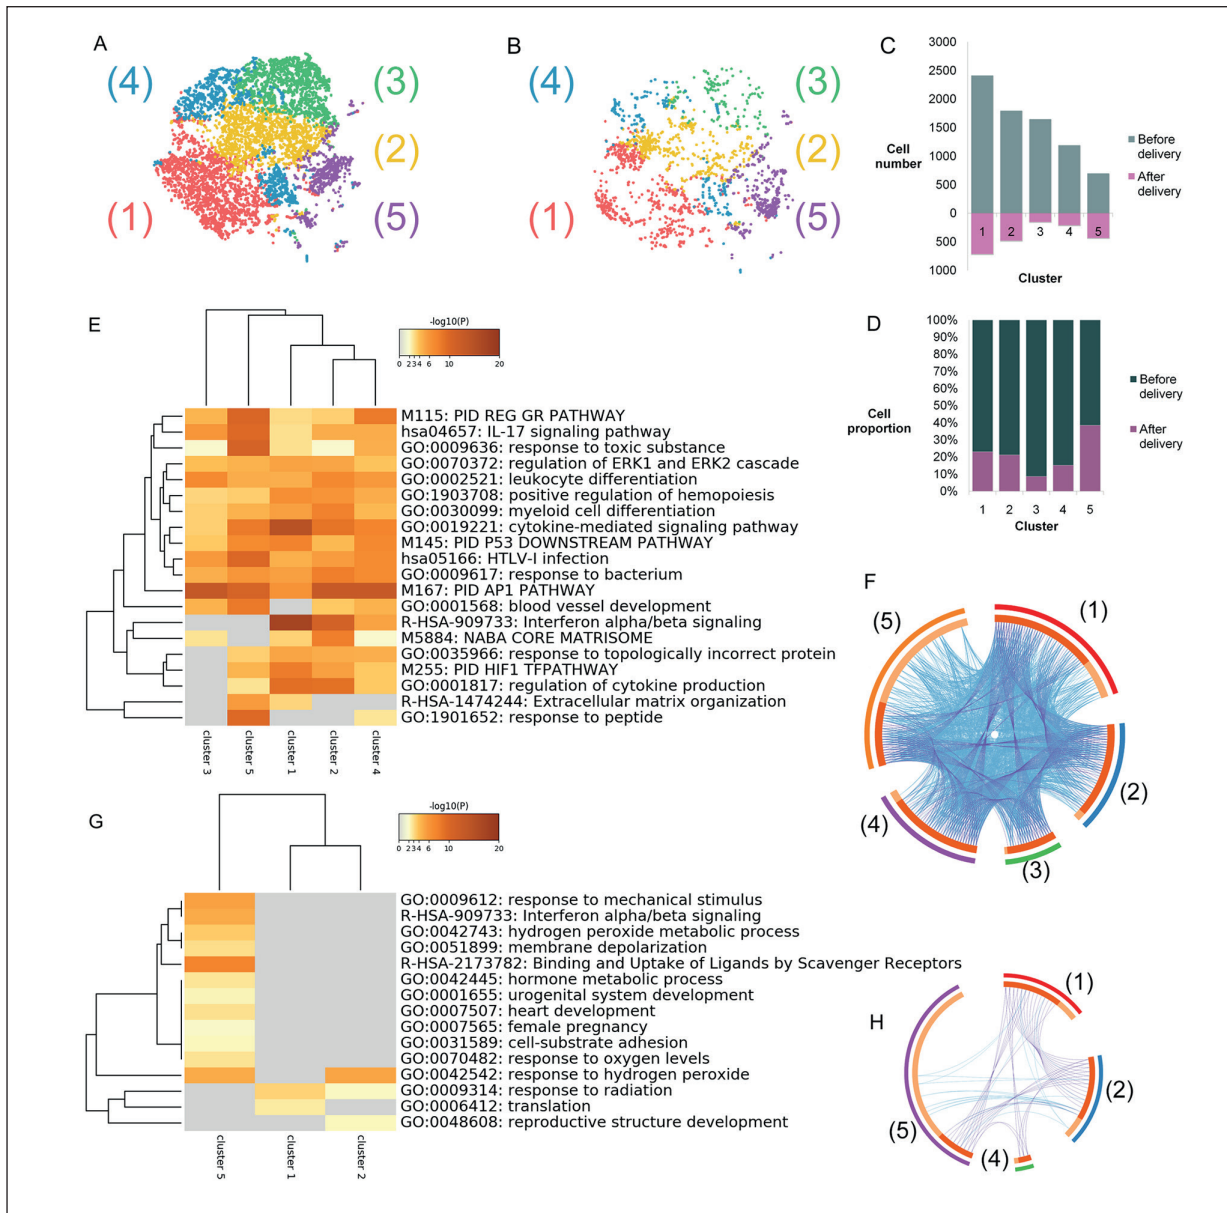 A
(4)
(3)
(2)
(1)
(5)
B
(4)
(3)
(2)
(1)
(5)
C
3000
2500
2000
1500
1000
500
0
500
1000
Cell
number
1 2 3 4 5
Cluster
Before
delivery
After
delivery
D
100%
90%
80%
70%
60%
50%
40%
30%
20%
10%
0%
Cell
proportion
1 2 3 4 5
Cluster
Before
delivery
After
delivery
E
-log10(P)
0 2 3 4 6 10 20
M115: PID REG GR PATHWAY
hsa04657: IL-17 signaling pathway
GO:0009636: response to toxic substance
GO:0070372: regulation of ERK1 and ERK2 cascade
GO:0002521: leukocyte differentiation
GO:1903708: positive regulation of hemopoiesis
GO:0030099: myeloid cell differentiation
GO:0019221: cytokine-mediated signaling pathway
M145: PID P53 DOWNSTREAM PATHWAY
hsa05166: HTLV-I infection
GO:0009617: response to bacterium
M167: PID AP1 PATHWAY
GO:0001568: blood vessel development
R-HSA-909733: Interferon alpha/beta signaling
M5884: NABA CORE MATRISOME
GO:0035966: response to topologically incorrect protein
M255: PID HIF1 TFPATHWAY
GO:0001817: regulation of cytokine production
R-HSA-1474244: Extracellular matrix organization
GO:1901652: response to peptide
cluster 3
cluster 5
cluster 1
cluster 2
cluster 4
F
(5)
(1)
(2)
(4)
(3)
G
-log10(P)
0 2 3 4 6 10 20
GO:0009612: response to mechanical stimulus
R-HSA-909733: Interferon alpha/beta signaling
GO:0042743: hydrogen peroxide metabolic process
GO:0051899: membrane depolarization
R-HSA-2173782: Binding and Uptake of Ligands by Scavenger Receptors
GO:0042445: hormone metabolic process
GO:0001655: urogenital system development
GO:0007507: heart development
GO:0007565: female pregnancy
GO:0031589: cell-substrate adhesion
GO:0070482: response to oxygen levels
GO:0042542: response to hydrogen peroxide
GO:0009314: response to radiation
GO:0006412: translation
GO:0048608: reproductive structure development
cluster 5
cluster 1
cluster 2
H
(1)
(2)
(5)
(4)